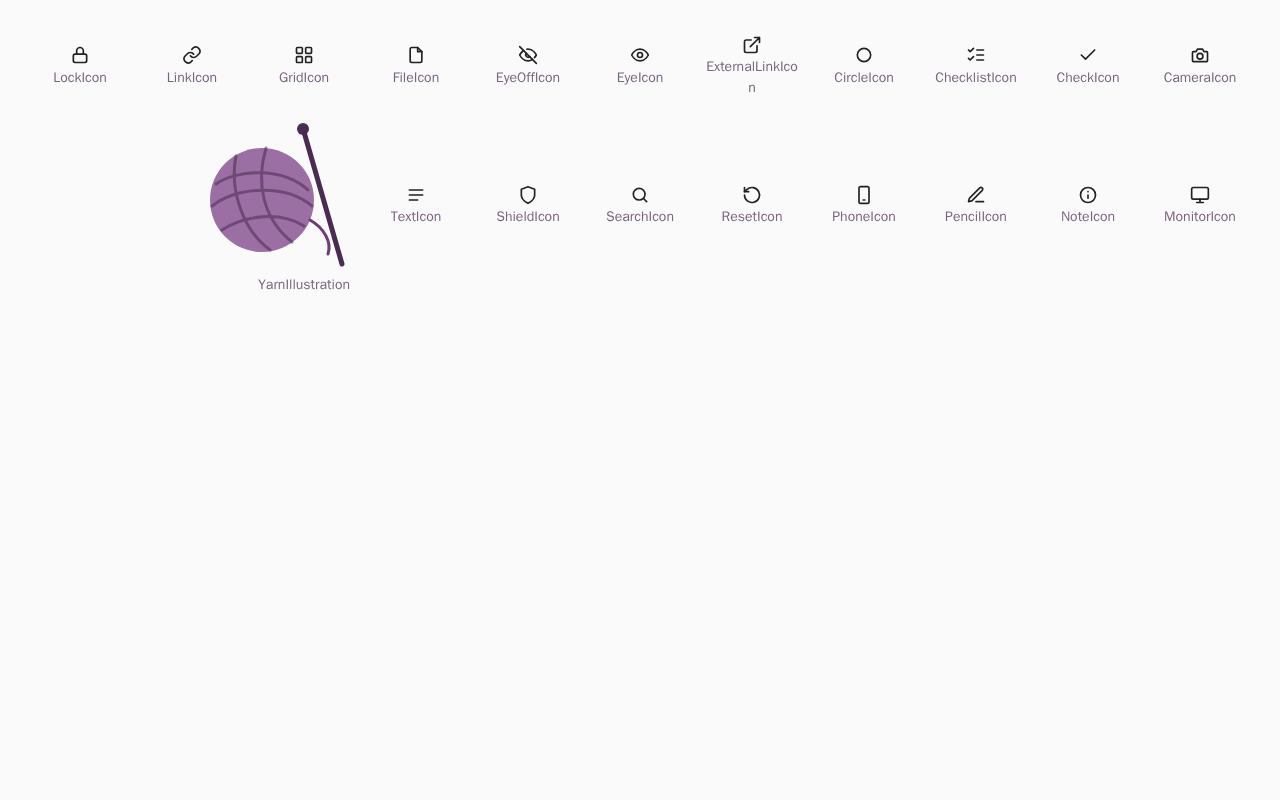 LockIcon
LinkIcon
GridIcon
FileIcon
EyeOffIcon
EyeIcon
ExternalLinkIco
n
CircleIcon
ChecklistIcon
CheckIcon
CameraIcon
YarnIllustration
TextIcon
ShieldIcon
SearchIcon
ResetIcon
PhoneIcon
PencilIcon
NoteIcon
MonitorIcon